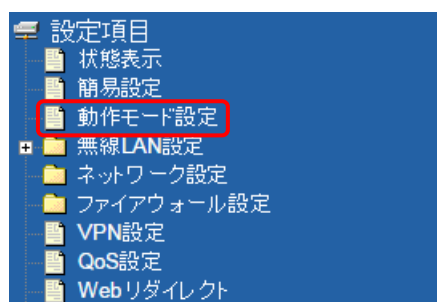 設定項目
状態表示
簡易設定
動作モード設定
無線LAN設定
ネットワーク設定
ファイアウォール設定
VPN設定
QoS設定
Webリダイレクト